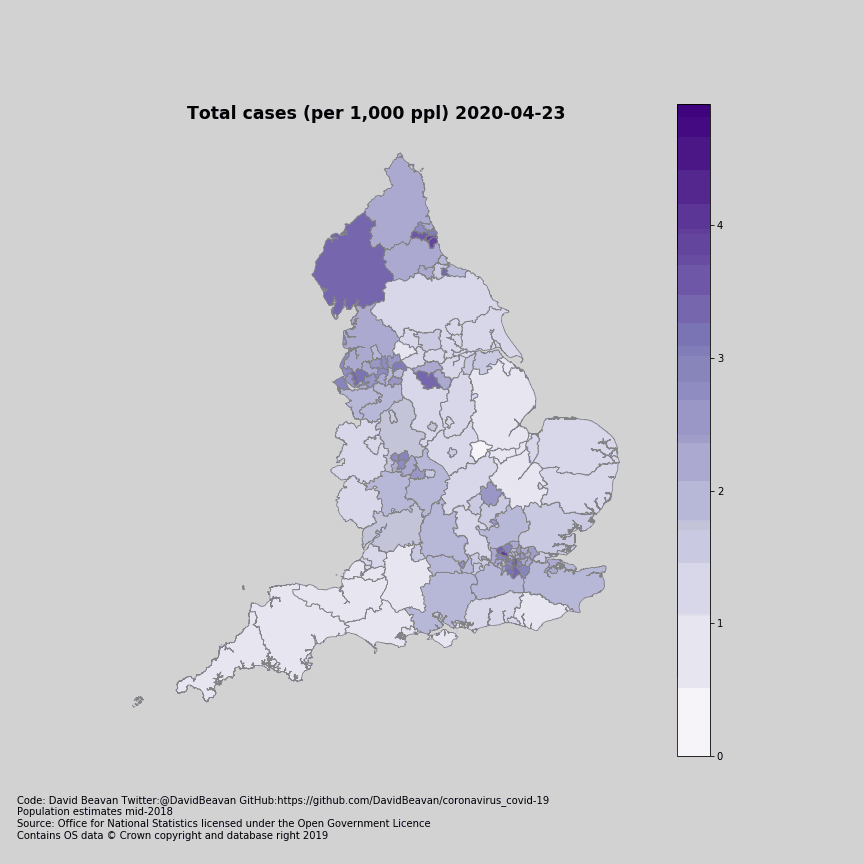 Total cases (per 1,000 ppl) 2020-04-23
4
3
2
1
0
Code: David Beavan Twitter:@DavidBeavan GitHub:https://github.com/DavidBeavan/coronavirus_covid-19
Population estimates mid-2018
Source: Office for National Statistics licensed under the Open Government Licence
Contains OS data © Crown copyright and database right 2019